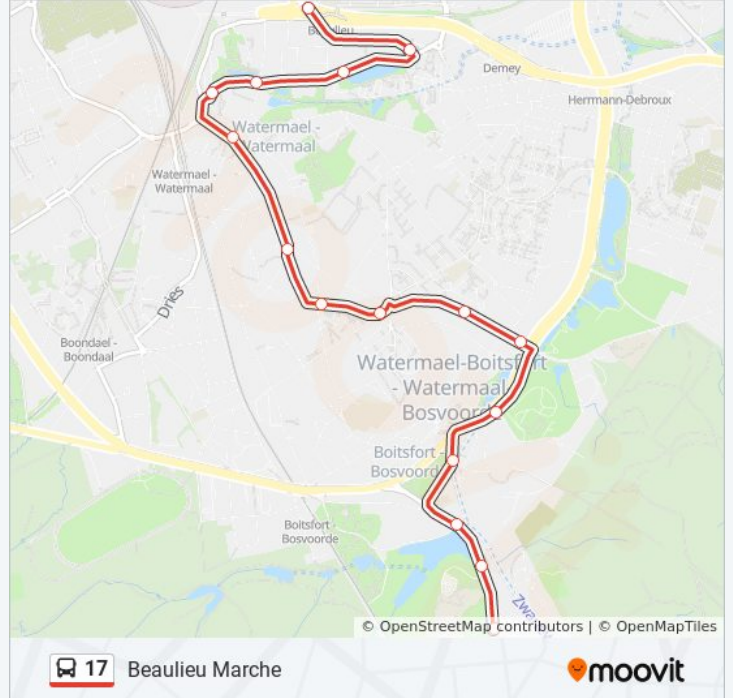 Beaulieu
Demey
Herrmann-Debroux
Watermael -
Watermaal
Watermael -
Watermaal
Dries
Boondael -
Boondaal
Watermael-Boitsfort
- Watermaal-
Bosvoorde
Boitsfort -
Bosvoorde
Boitsfort -
Bosvoorde
© OpenStreetMap contributors | © OpenMapTiles
17 Beaulieu Marche
moovit